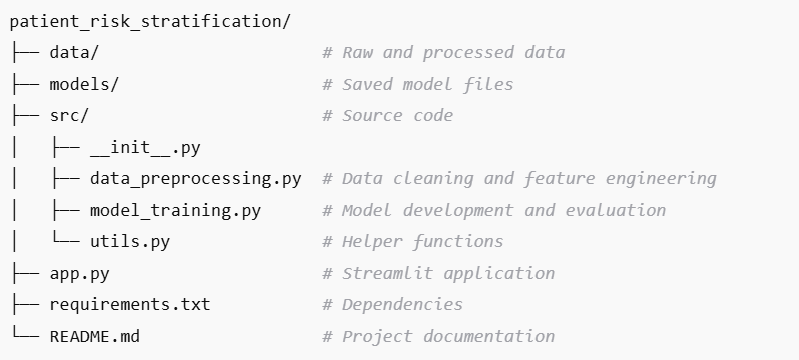 patient_risk_stratification/
├── data/                      # Raw and processed data
├── models/                    # Saved model files
├── src/                       # Source code
│   ├── __init__.py
│   ├── data_preprocessing.py  # Data cleaning and feature engineering
│   ├── model_training.py      # Model development and evaluation
│   └── utils.py               # Helper functions
├── app.py                     # Streamlit application
├── requirements.txt           # Dependencies
└── README.md                  # Project documentation